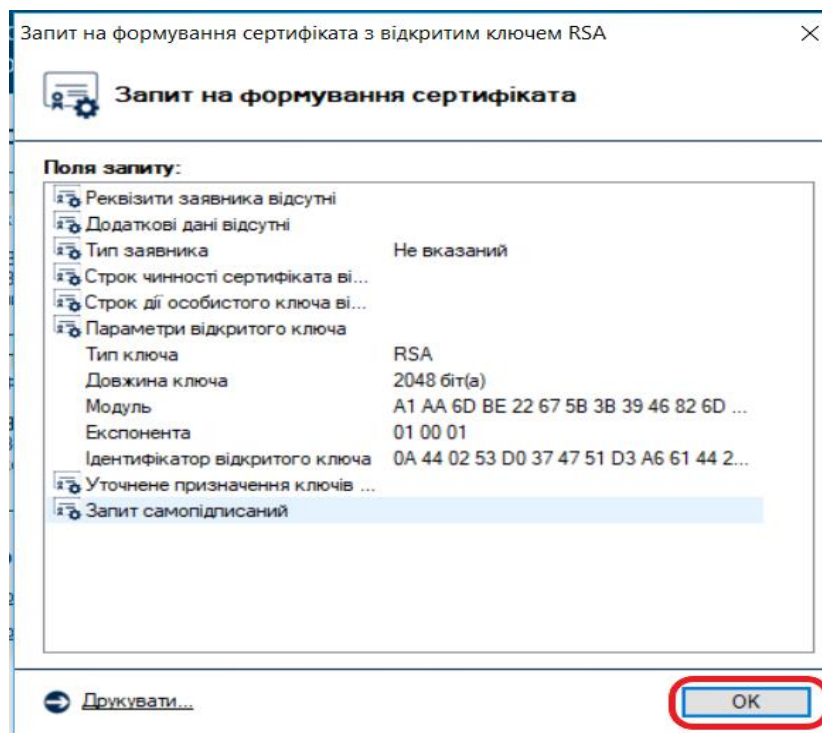 Запит на формування сертифіката з відкритим ключем RSA
Запит на формування сертифіката
Поля запиту:
Реквізити заявника відсутні
Додаткові дані відсутні
Тип заявника Не вказаний
Строк чинності сертифіката ві...
Строк дії особистого ключа ві...
Параметри відкритого ключа
Тип ключа RSA
Довжина ключа 2048 біт(а)
Модуль A1 AA 6D BE 22 67 5B 3B 39 46 82 6D ...
Експонента 01 00 01
Ідентифікатор відкритого ключа 0A 44 02 53 D0 37 47 51 D3 A6 61 44 2...
Уточнене призначення ключів ...
Запит самопідписаний
Друкувати...
OK